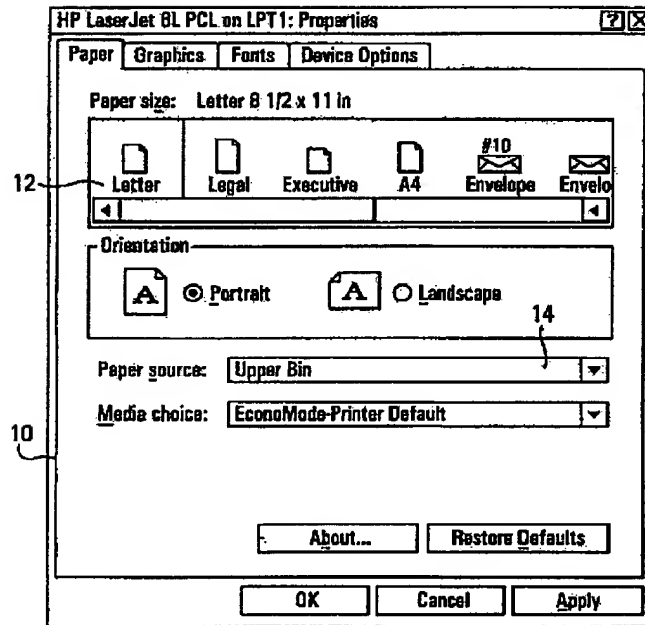 HP LaserJet 6L PCL on LPT1: Properties ? X
Paper Graphics Fonts Device Options
Paper size: Letter 8 1/2 x 11 in
#10
12
Letter Legal Executive A4 Envelope Envelo
Orientation
A Portrait A Landscape
14
Paper source: Upper Bin
Media choice: EconoMode-Printer Default
10
About... Restore Defaults
OK Cancel Apply